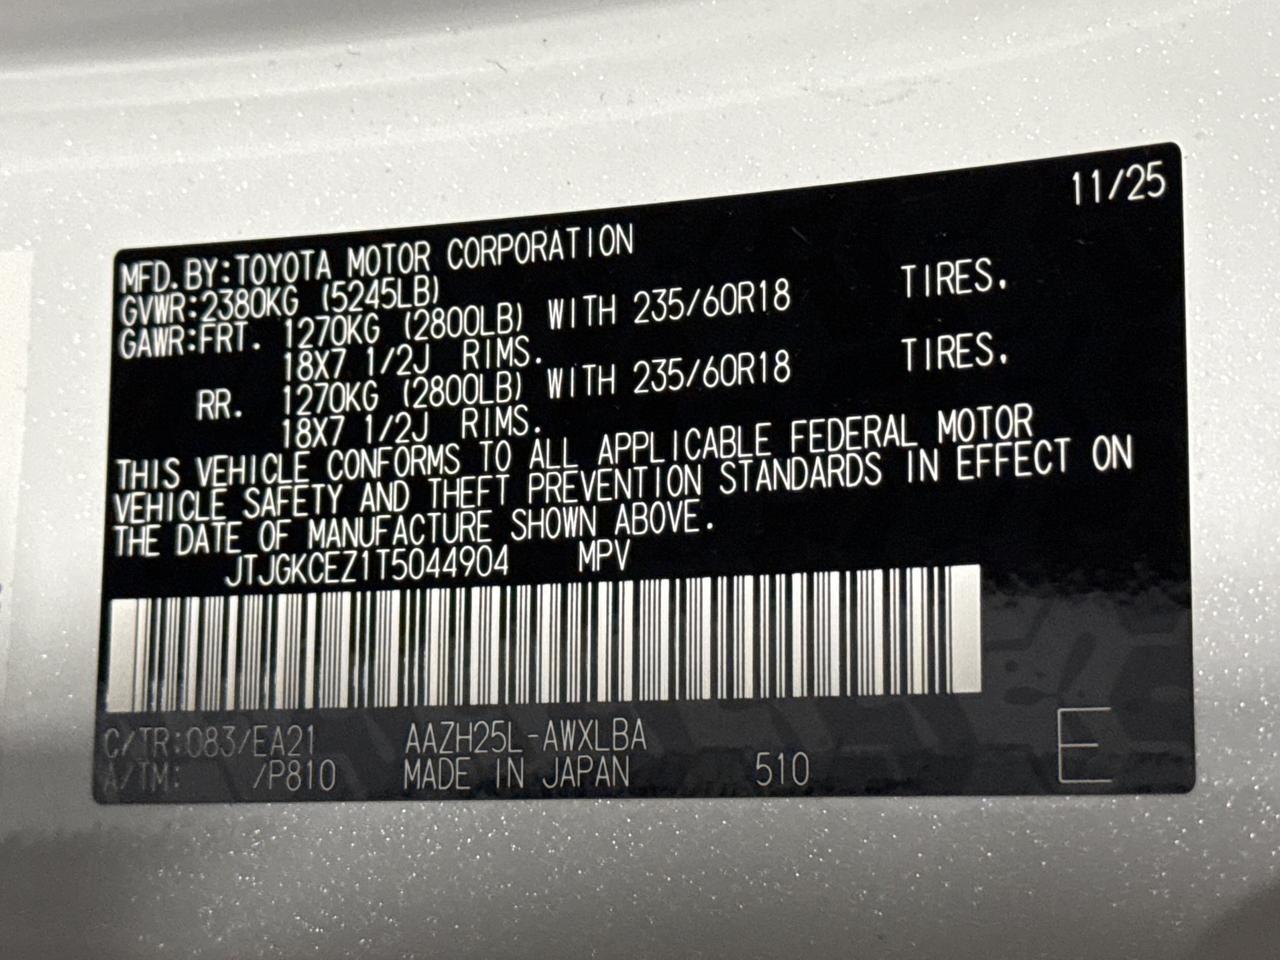 11/25
MFD.BY:TOYOTA MOTOR CORPORATION
GVWR:2380KG (5245LB)
GAWR:FRT. 1270KG (2800LB) WITH 235/60R18 TIRES.
18X7 1/2J RIMS.
RR. 1270KG (2800LB) WITH 235/60R18 TIRES.
18X7 1/2J RIMS.
THIS VEHICLE CONFORMS TO ALL APPLICABLE FEDERAL MOTOR
VEHICLE SAFETY AND THEFT PREVENTION STANDARDS IN EFFECT ON
THE DATE OF MANUFACTURE SHOWN ABOVE.
JTJGKCEZ1T5044904 MPV
C/TR:083/EA21 AAZH25L-AWXLBA
A/TM: /P810 MADE IN JAPAN 510 E